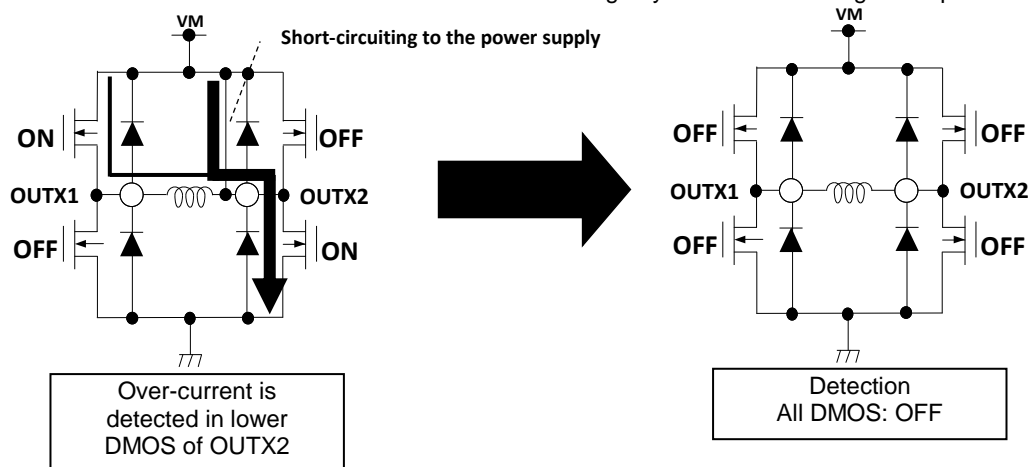 VM
Short-circuiting to the power supply
ON
OFF
OUTX1
OUTX2
OFF
ON
Over-current is
detected in lower
DMOS of OUTX2
VM
OFF
OFF
OUTX1
OUTX2
OFF
OFF
Detection
All DMOS: OFF